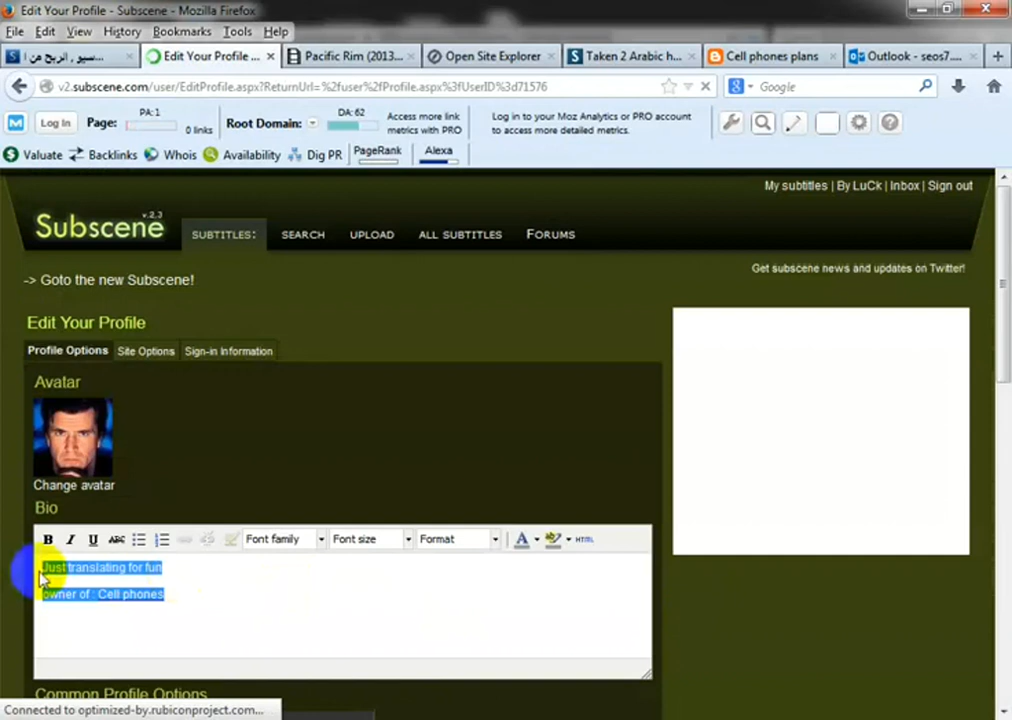 Edit Your Profile - Subscene - Mozilla Firefox
File Edit View History Bookmarks Tools Help
Edit Your Profile ... Pacific Rim (2013... Open Site Explorer Taken 2 Arabic h... Cell phones plans Outlook - seos7...
v2.subscene.com/user/EditProfile.aspx?ReturnUrl=%2fuser%2fProfile.aspx%3fUserID%3d71576 Google
Log In Page: PA:1 0 links Root Domain: DA: 62 Access more link metrics with PRO Log in to your Moz Analytics or PRO account to access more detailed metrics.
Valuate Backlinks Whois Availability Dig PR PageRank Alexa
My subtitles | By LuCk | Inbox | Sign out
Subscene v.2.3 SUBTITLES: SEARCH UPLOAD ALL SUBTITLES FORUMS
-> Goto the new Subscene! Get subscene news and updates on Twitter!
Edit Your Profile
Profile Options Site Options Sign-in Information
Avatar
Change avatar
Bio
B I U ABC Font family Font size Format A HTML
Just translating for fun
owner of : Cell phones
Common Profile Options
Connected to optimized-by.rubiconproject.com...